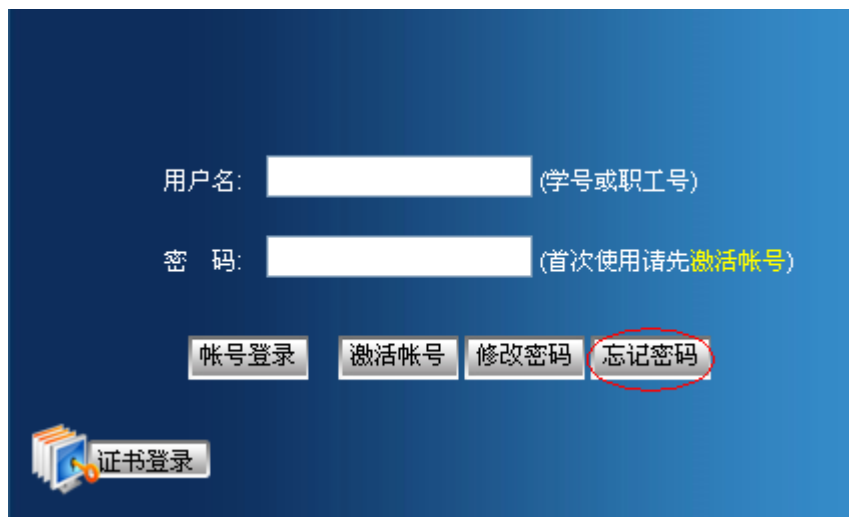 用户名: (学号或职工号)
密 码: (首次使用请先激活帐号)
帐号登录 激活帐号 修改密码 忘记密码
证书登录